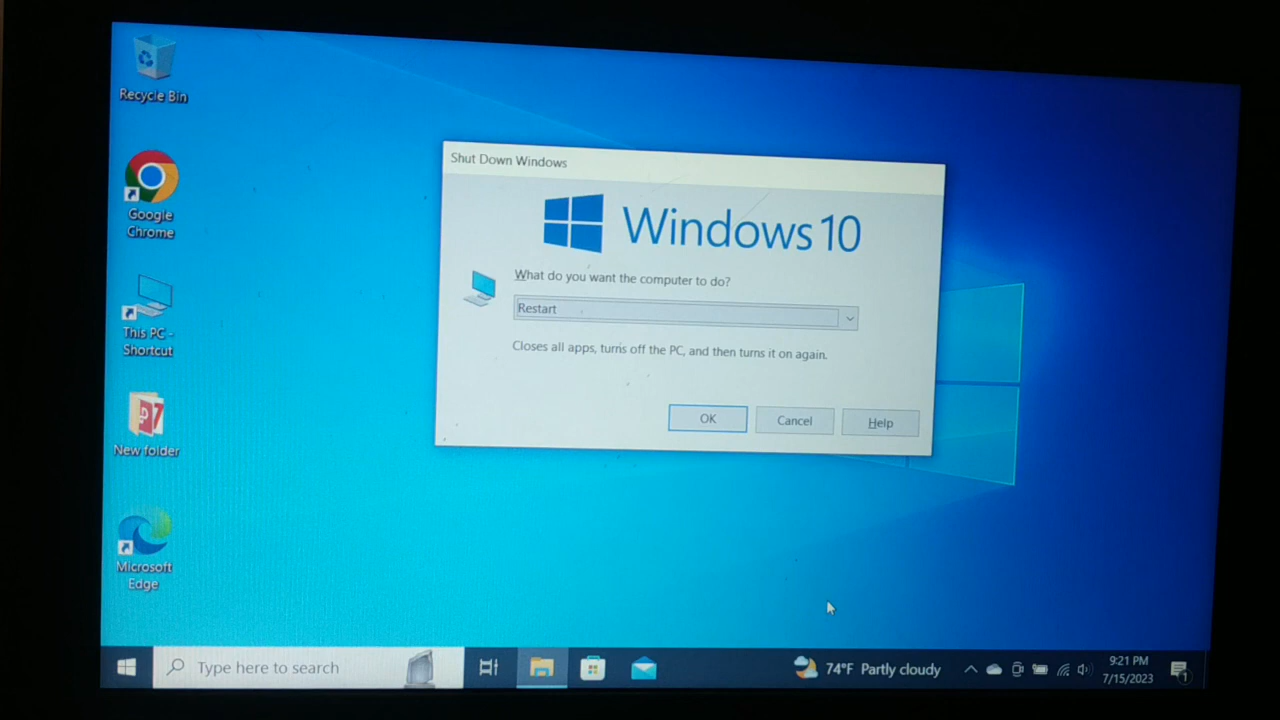 Recycle Bin
Google
Chrome
This PC -
Shortcut
New folder
Microsoft
Edge
Shut Down Windows
Windows 10
What do you want the computer to do?
Restart
Closes all apps, turns off the PC, and then turns it on again.
OK
Cancel
Help
Type here to search
74°F Partly cloudy
9:21 PM
7/15/2023
1